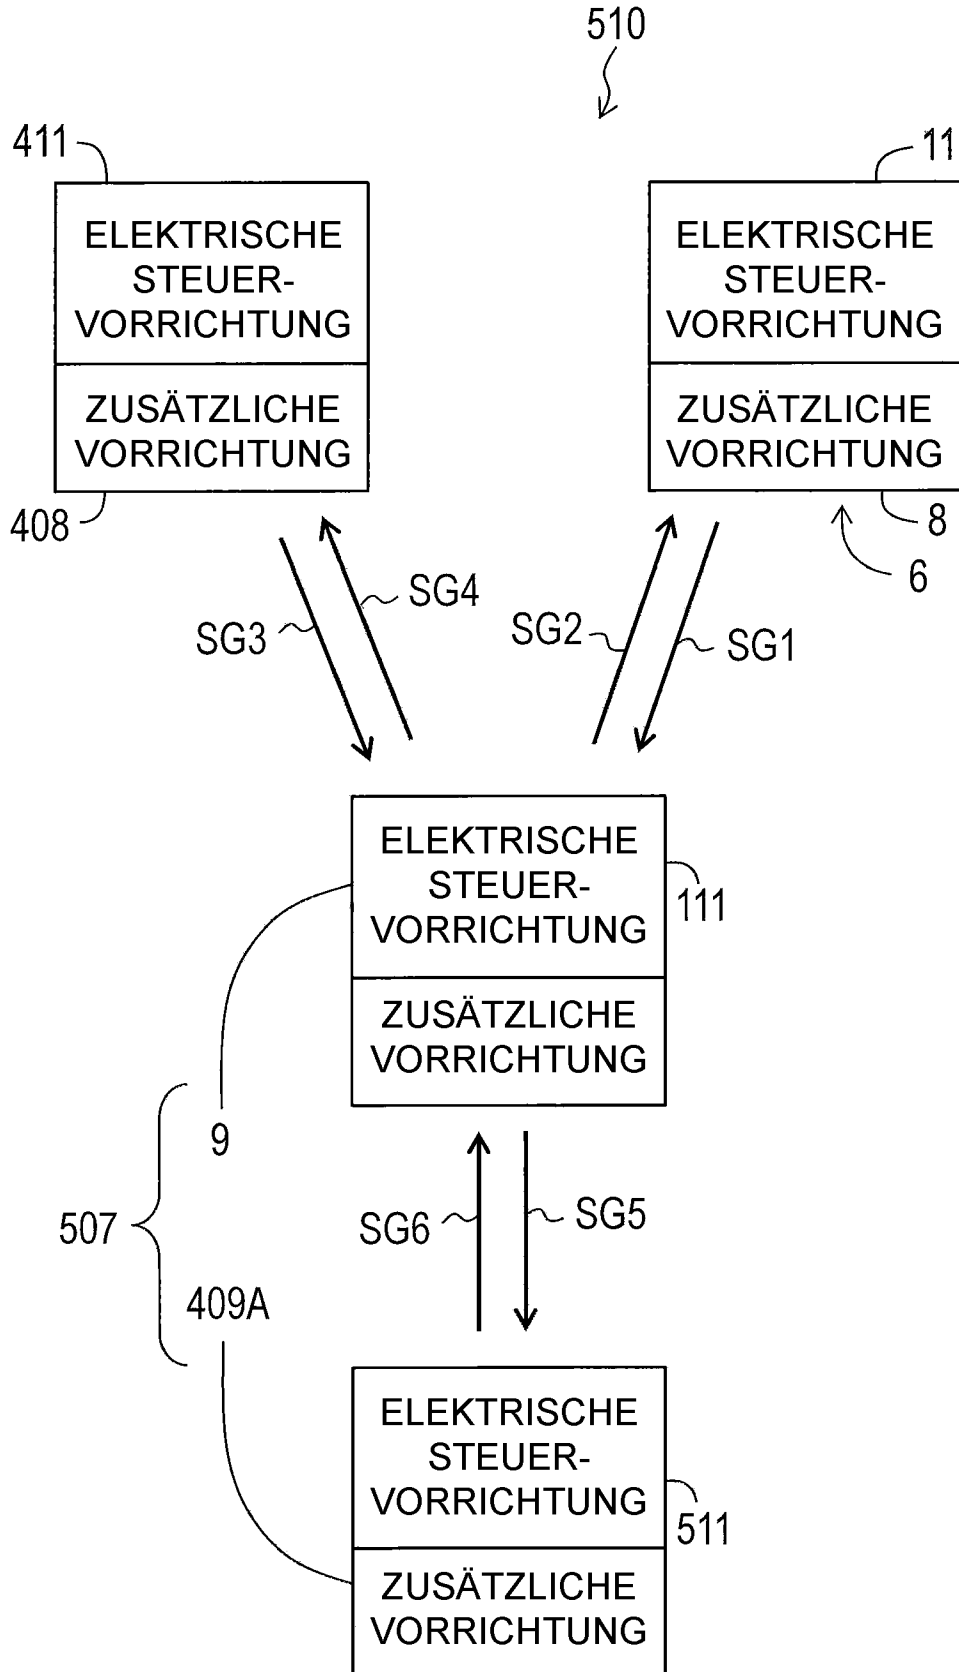 510
411
11
ELEKTRISCHE
STEUER-
VORRICHTUNG
ZUSÄTZLICHE
VORRICHTUNG
408
ELEKTRISCHE
STEUER-
VORRICHTUNG
ZUSÄTZLICHE
VORRICHTUNG
8
6
SG3
SG4
SG2
SG1
ELEKTRISCHE
STEUER-
VORRICHTUNG
111
ZUSÄTZLICHE
VORRICHTUNG
9
507
409A
SG6
SG5
ELEKTRISCHE
STEUER-
VORRICHTUNG
511
ZUSÄTZLICHE
VORRICHTUNG